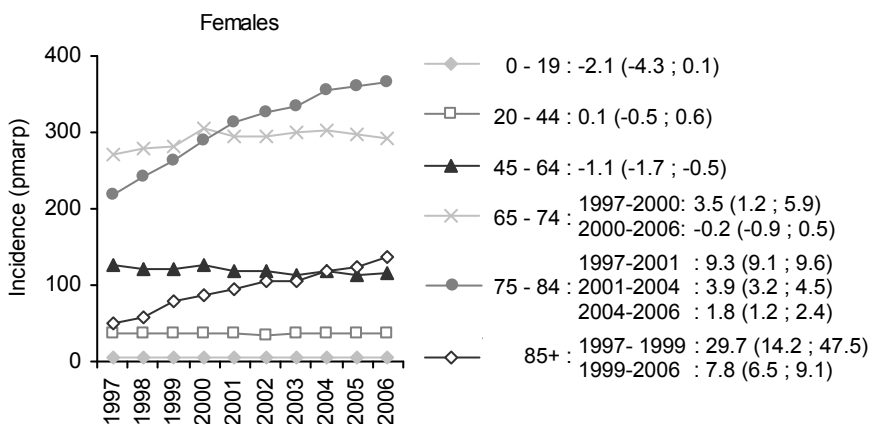 Females
Incidence (pmarp)
400
300
200
100
0
1997
1998
1999
2000
2001
2002
2003
2004
2005
2006
0 - 19 : -2.1 (-4.3 ; 0.1)
20 - 44 : 0.1 (-0.5 ; 0.6)
45 - 64 : -1.1 (-1.7 ; -0.5)
65 - 74 : 1997-2000: 3.5 (1.2 ; 5.9)
2000-2006: -0.2 (-0.9 ; 0.5)
75 - 84 : 1997-2001 : 9.3 (9.1 ; 9.6)
2001-2004 : 3.9 (3.2 ; 4.5)
2004-2006 : 1.8 (1.2 ; 2.4)
85+ : 1997- 1999 : 29.7 (14.2 ; 47.5)
1999-2006 : 7.8 (6.5 ; 9.1)